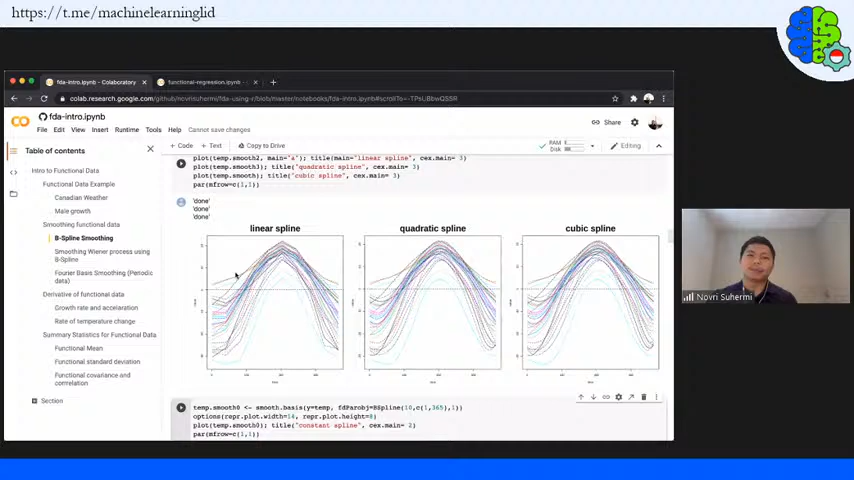 https://t.me/machinelearninglid
fda-intro.ipynb - Colaboratory
functional-regression.ipynb -
fda-intro.ipynb
File Edit View Insert Runtime Tools Help Cannot save changes
Share
+ Code + Text Copy to Drive
RAM
Disk
Editing
Table of contents
Intro to Functional Data
Functional Data Example
Canadian Weather
Male growth
Smoothing functional data
B-Spline Smoothing
Smoothing Wiener process using
B-Spline
Fourier Basis Smoothing (Periodic
data)
Derivative of functional data
Growth rate and acceleration
Rate of temperature change
Summary Statistics for Functional Data
Functional Mean
Functional standard deviation
Functional covariance and
correlation
Section
plot(temp.smooth2, main="a"); title(main="linear spline", cex.main= 3)
plot(temp.smooth3); title("quadratic spline", cex.main= 3)
plot(temp.smooth); title("cubic spline", cex.main= 3)
par(mfrow=c(1,1))
'done'
'done'
'done'
linear spline
quadratic spline
cubic spline
temp.smooth0 <- smooth.basis(y=temp, fdParobj=BSpline(10,c(1,365),1))
options(repr.plot.width=14, repr.plot.height=8)
plot(temp.smooth0); title("constant spline", cex.main= 2)
par(mfrow=c(1,1))
Novri Suhermi